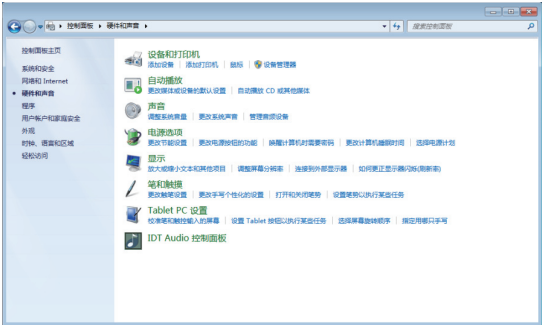 控制面板 硬件和声音
搜索控制面板
控制面板主页
系统和安全
网络和 Internet
硬件和声音
程序
用户帐户和家庭安全
外观
时钟、语言和区域
轻松访问
设备和打印机
添加设备 添加打印机 鼠标 设备管理器
自动播放
更改媒体或设备的默认设置 自动播放 CD 或其他媒体
声音
调整系统音量 更改系统声音 管理音频设备
电源选项
更改节能设置 更改电源按钮的功能 唤醒计算机时需要密码 更改计算机睡眠时间 选择电源计划
显示
放大或缩小文本和其他项目 调整屏幕分辨率 连接到外部显示器 如何更正显示器闪烁(刷新率)
笔和触摸
更改触笔设置 更改手写个性化的设置 打开和关闭笔势 设置笔势以执行某些任务
Tablet PC 设置
校准笔和触控输入的屏幕 设置 Tablet 按钮以执行某些任务 选择屏幕旋转顺序 指定用哪只手写
IDT Audio 控制面板